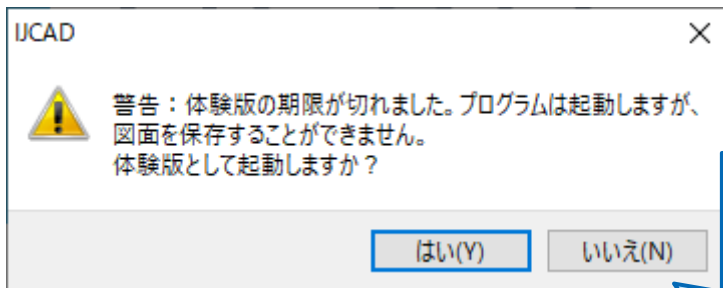 IJCAD
警告：体験版の期限が切れました。プログラムは起動しますが、
図面を保存することができません。
体験版として起動しますか？
はい(Y) いいえ(N)